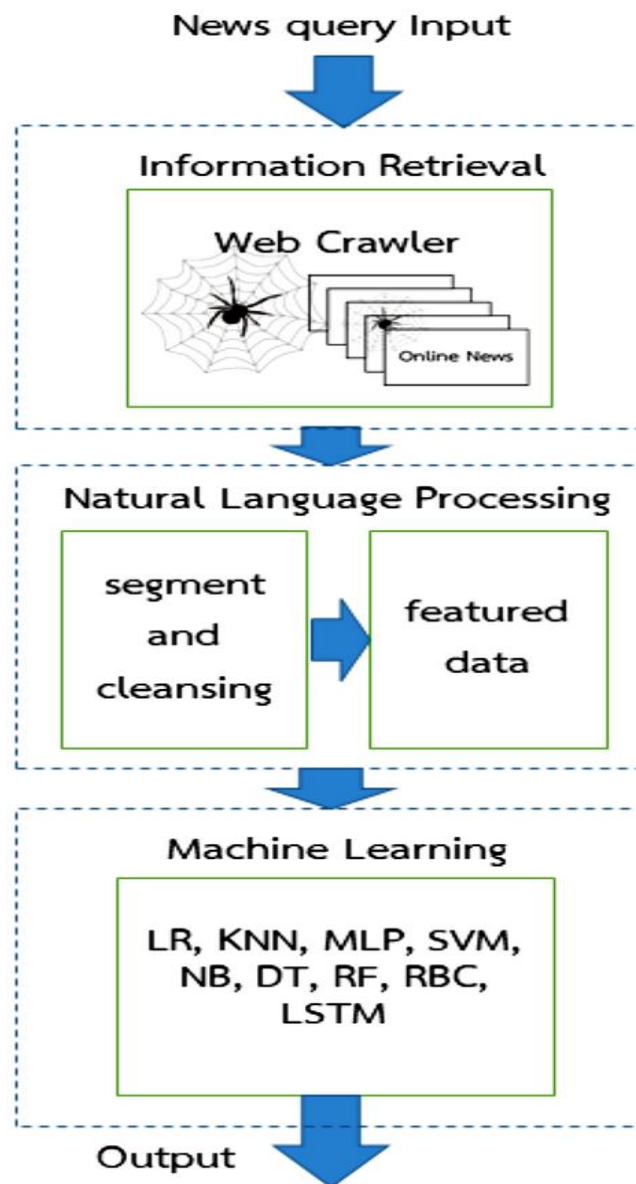 News query Input
Information Retrieval
Web Crawler
Online News
Natural Language Processing
segment
and
cleansing
featured
data
Machine Learning
LR, KNN, MLP, SVM,
NB, DT, RF, RBC,
LSTM
Output